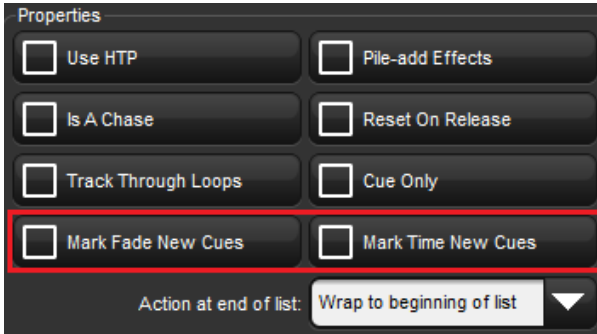 Properties
Use HTP
Pile-add Effects
Is A Chase
Reset On Release
Track Through Loops
Cue Only
Mark Fade New Cues
Mark Time New Cues
Action at end of list: Wrap to beginning of list